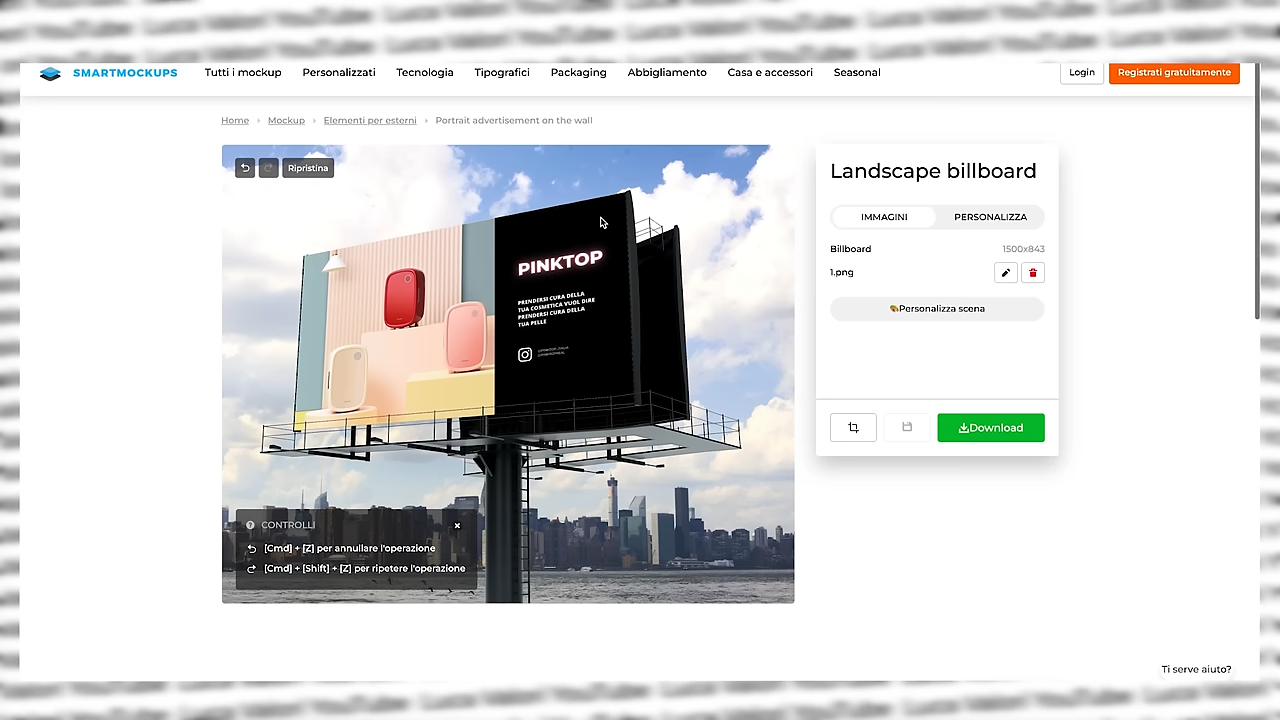 SMARTMOCKUPS
Tutti i mockup
Personalizzati
Tecnologia
Tipografici
Packaging
Abbigliamento
Casa e accessori
Seasonal
Login
Registrati gratuitamente
Home
Mockup
Elementi per esterni
Portrait advertisement on the wall
Ripristina
PINKTOP
PRENDERSI CURA DELLA
TUA COSMETICA VUOL DIRE
PRENDERSI CURA DELLA
TUA PELLE
CONTROLLI
[Cmd] + [Z] per annullare l'operazione
[Cmd] + [Shift] + [Z] per ripetere l'operazione
Landscape billboard
IMMAGINI
PERSONALIZZA
Billboard
1500x843
1.png
Personalizza scena
Download
Ti serve aiuto?